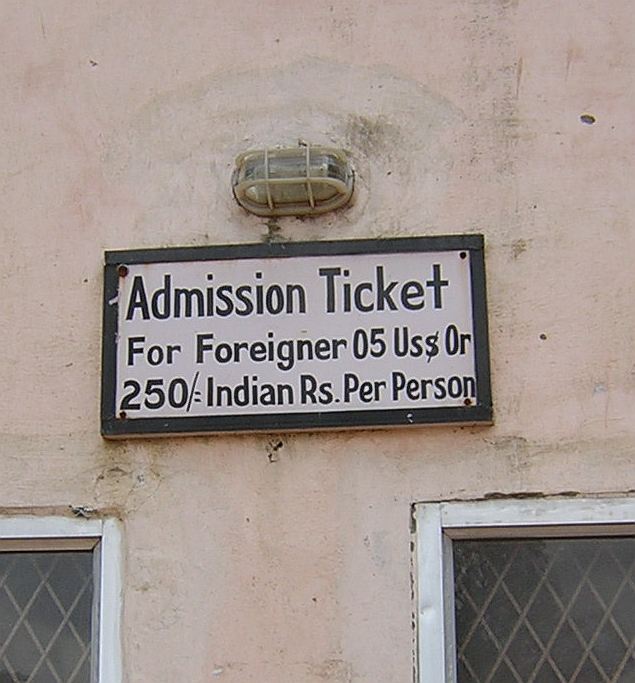 Admission Ticket
For Foreigner 05 Us$ Or
250/= Indian Rs. Per Person